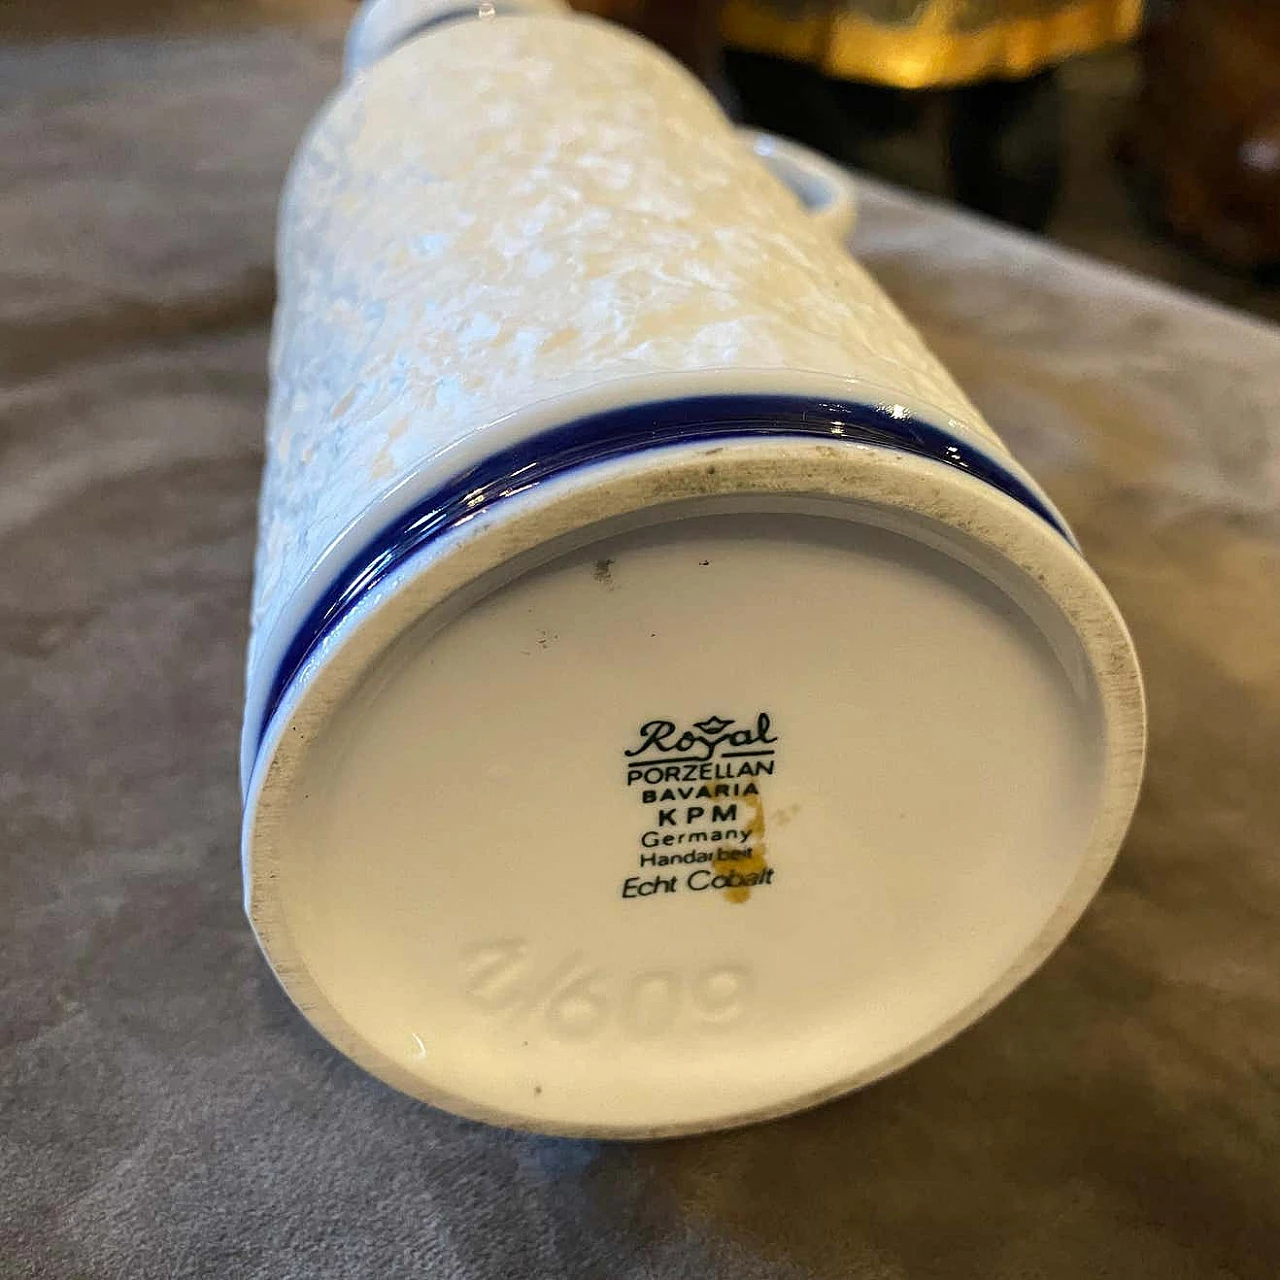 Royal
PORZELLAN
BAVARIA
KPM
Germany
Handarbeit
Echt Cobalt
1/609